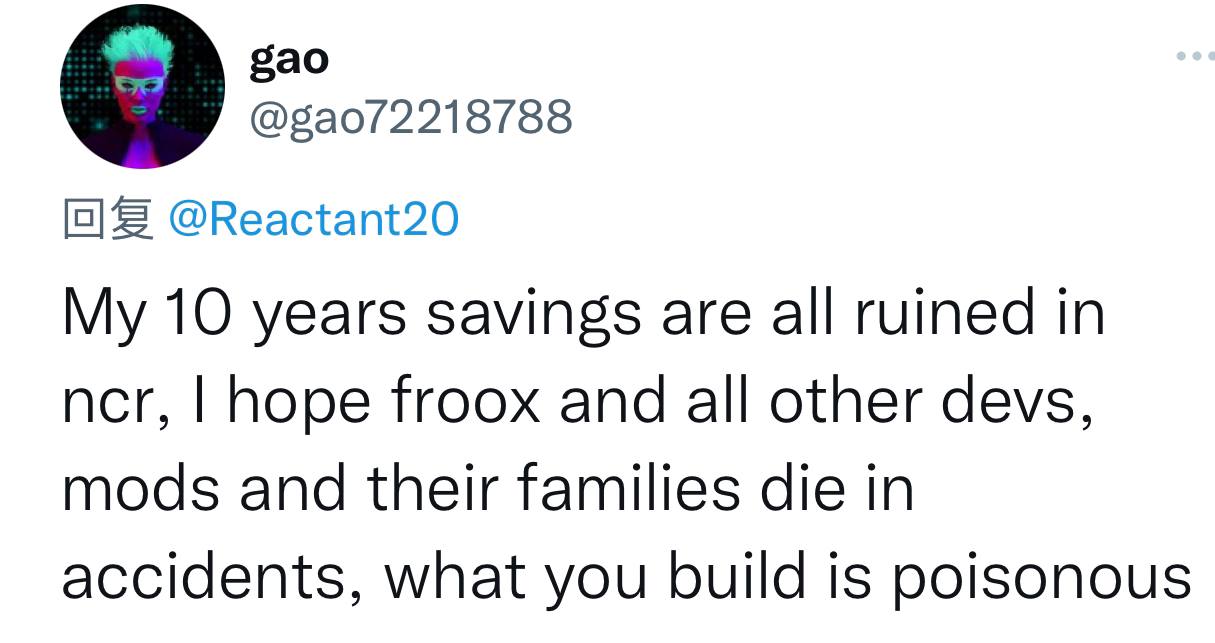 gao
@gao72218788
回复 @Reactant20
My 10 years savings are all ruined in
ncr, I hope froox and all other devs,
mods and their families die in
accidents, what you build is poisonous